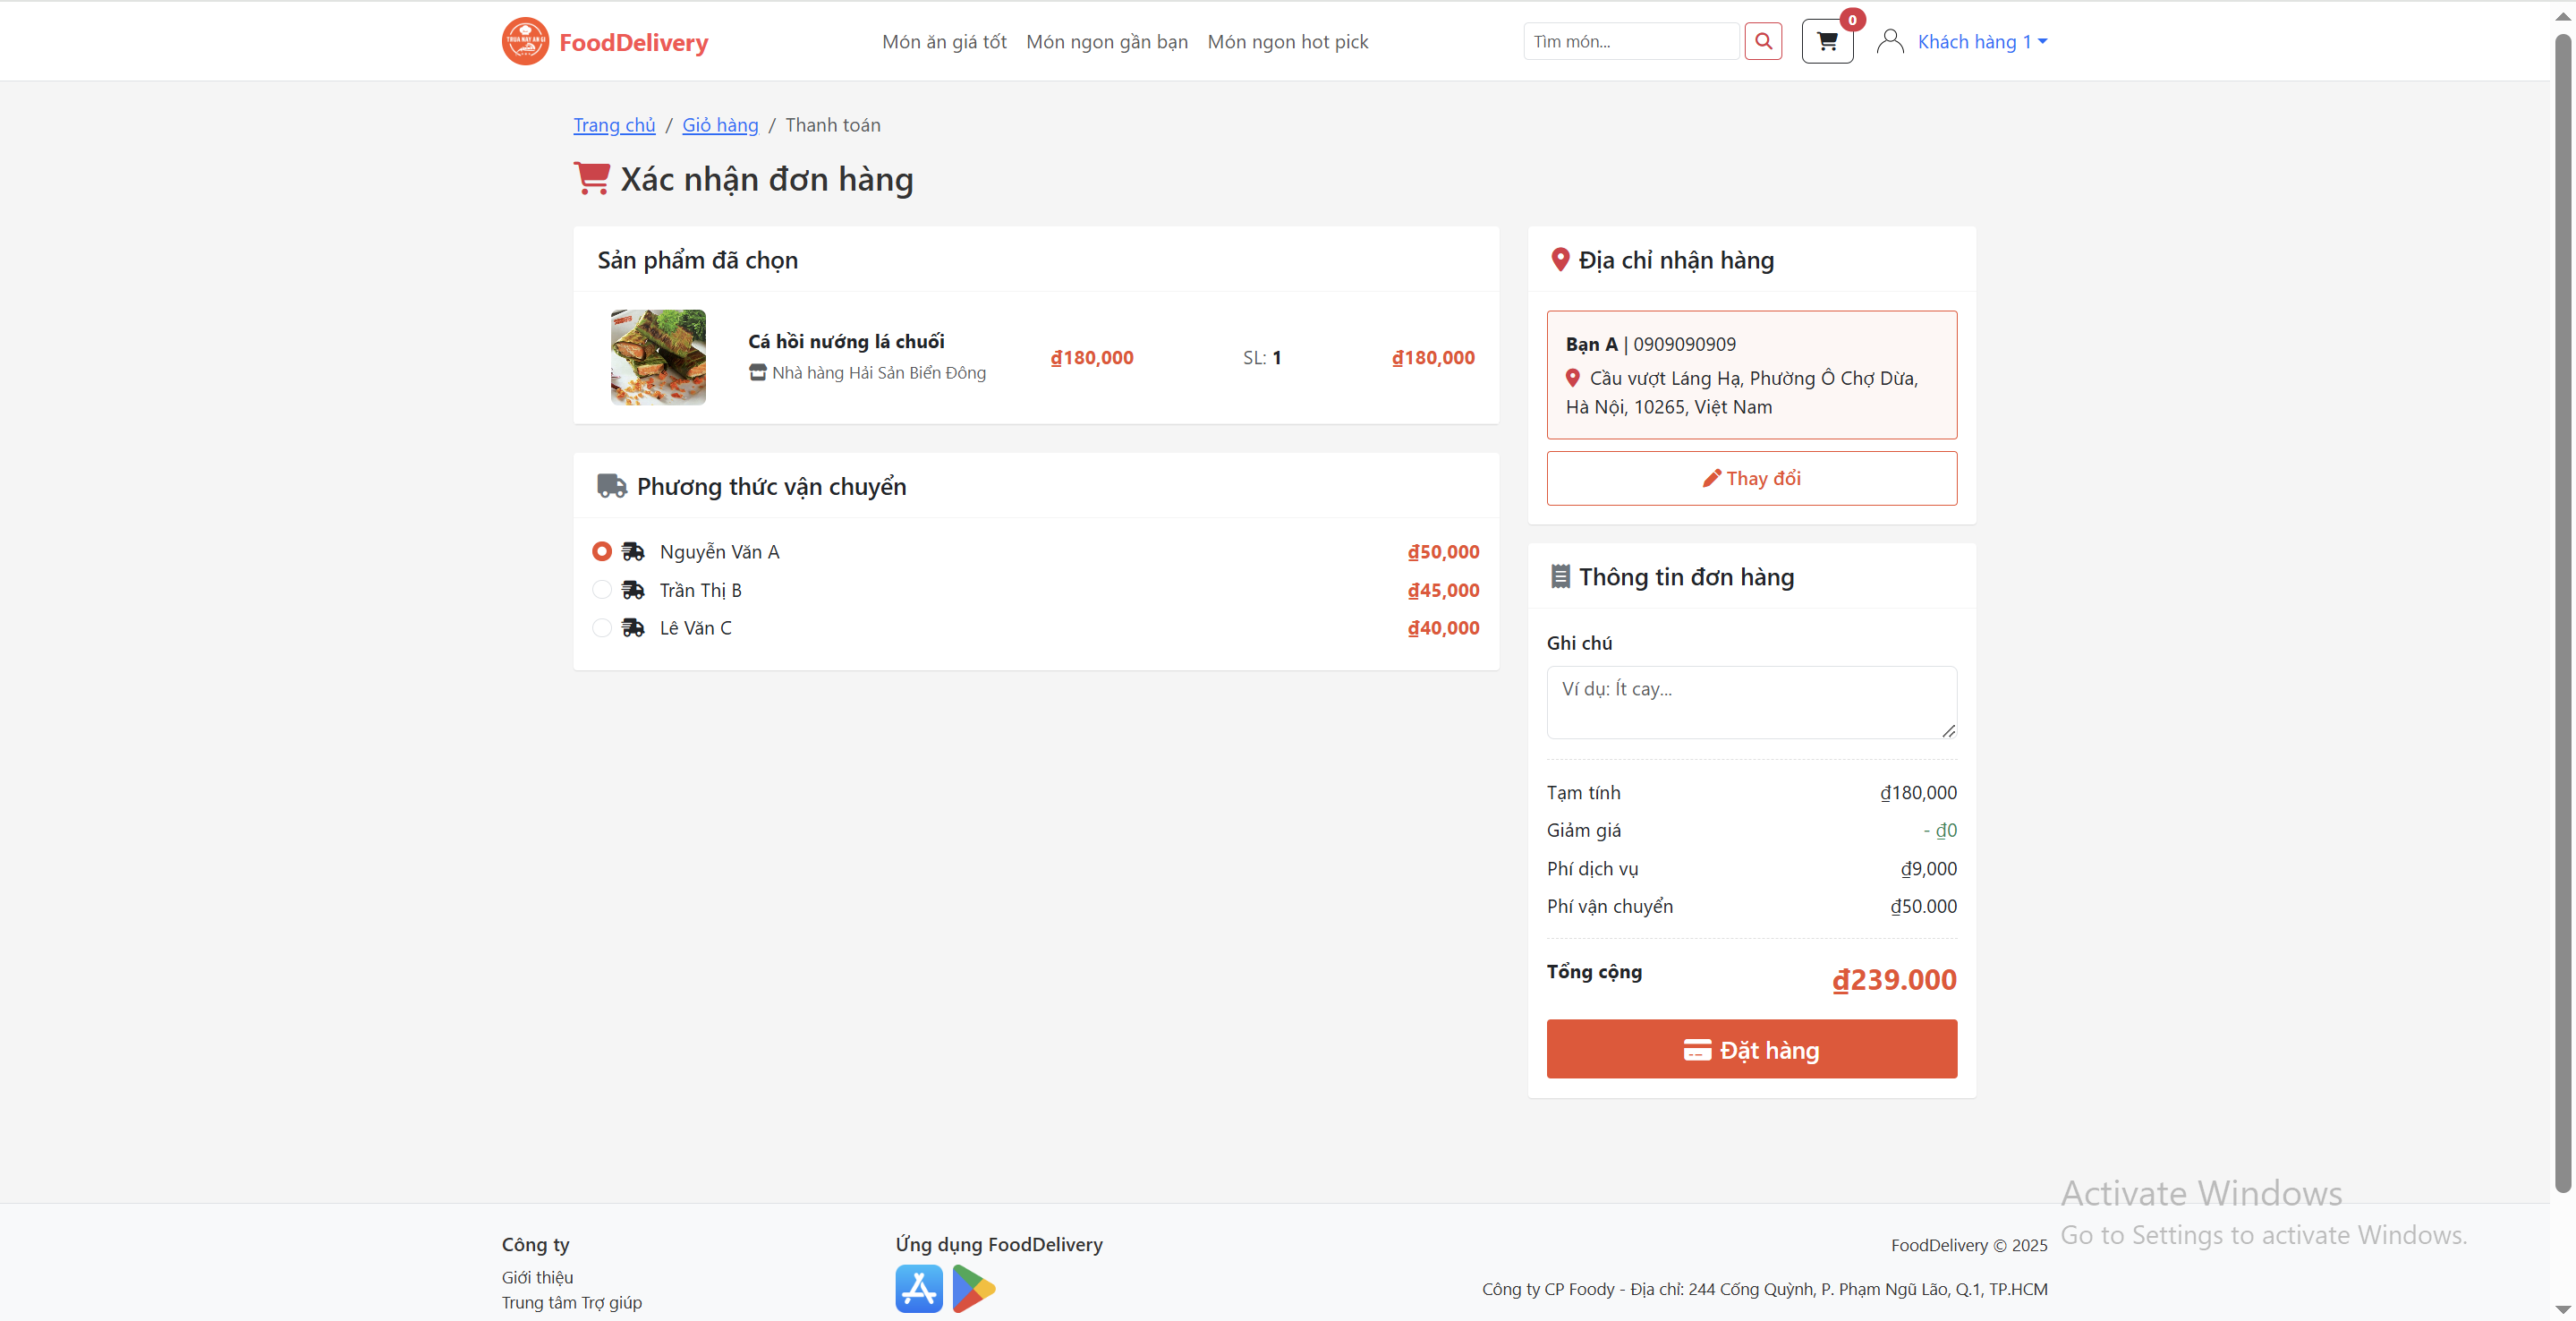 TRUA NAY AN GI
FoodDelivery
Món ăn giá tốt Món ngon gần bạn Món ngon hot pick
Tìm món...
0
Khách hàng 1
Trang chủ / Giỏ hàng / Thanh toán
Xác nhận đơn hàng
Sản phẩm đã chọn
Cá hồi nướng lá chuối
Nhà hàng Hải Sản Biển Đông
₫180,000
SL: 1
₫180,000
Phương thức vận chuyển
Nguyễn Văn A ₫50,000
Trần Thị B ₫45,000
Lê Văn C ₫40,000
Địa chỉ nhận hàng
Bạn A | 0909090909
Cầu vượt Láng Hạ, Phường Ô Chợ Dừa,
Hà Nội, 10265, Việt Nam
Thay đổi
Thông tin đơn hàng
Ghi chú
Ví dụ: Ít cay...
Tạm tính ₫180,000
Giảm giá - ₫0
Phí dịch vụ ₫9,000
Phí vận chuyển ₫50.000
Tổng cộng ₫239.000
Đặt hàng
Activate Windows
Go to Settings to activate Windows.
Công ty
Giới thiệu
Trung tâm Trợ giúp
Ứng dụng FoodDelivery
FoodDelivery © 2025
Công ty CP Foody - Địa chỉ: 244 Cống Quỳnh, P. Phạm Ngũ Lão, Q.1, TP.HCM